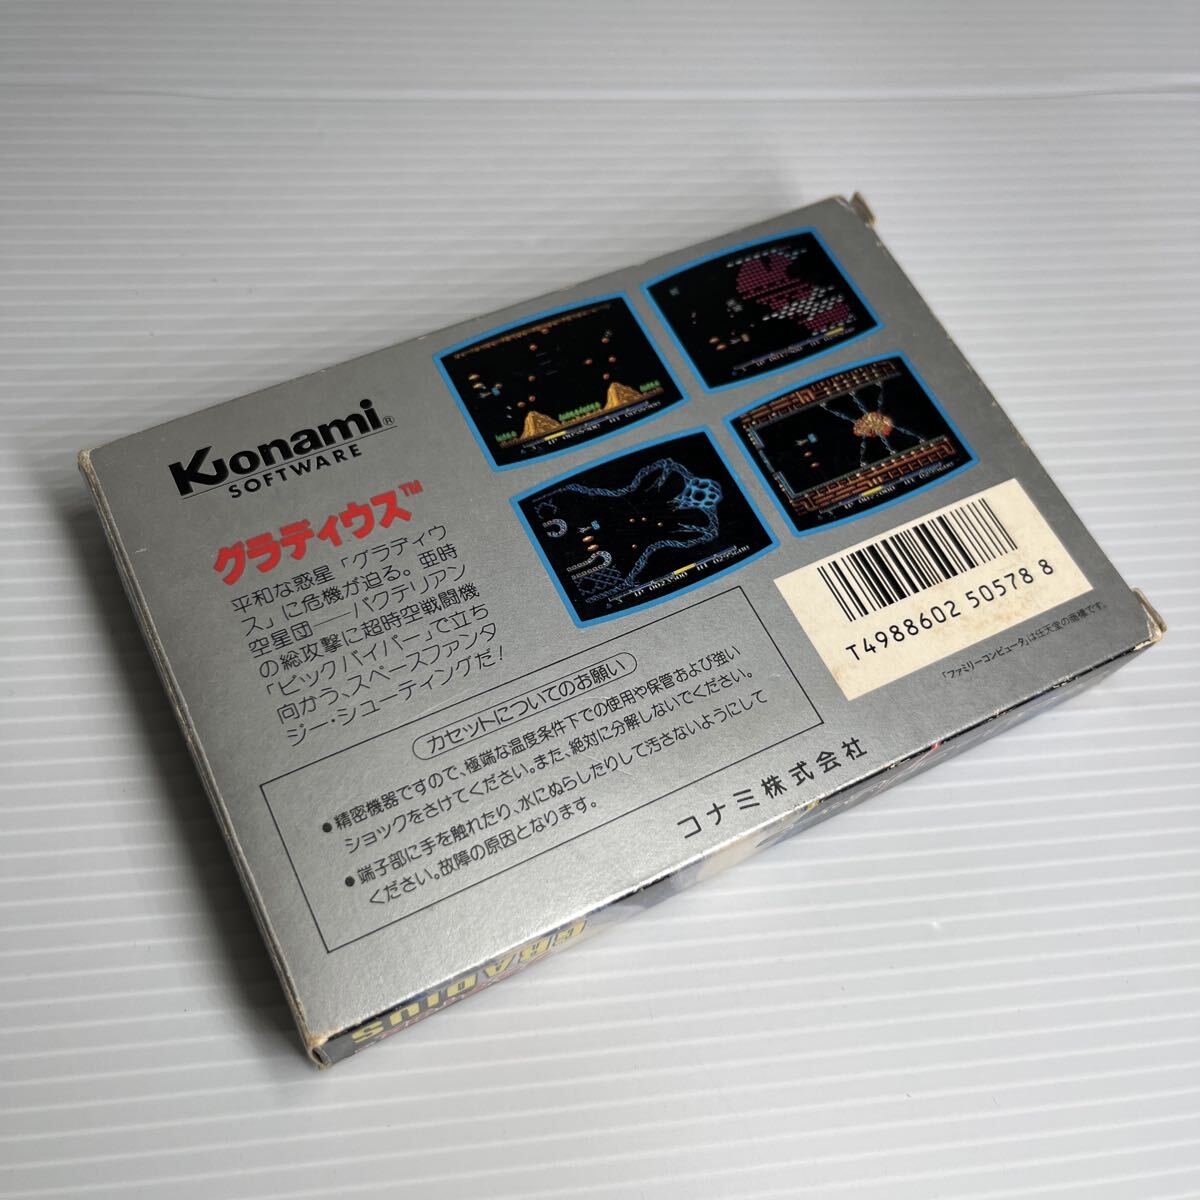 Konami®
SOFTWARE
グラディウス™
平和な惑星「グラディウ
ス」に危機が迫る。亜時
空星団──バクテリアン
の総攻撃に超時空戦闘機
「ビックバイパー」で立ち
向かう、スペースファンタ
ジー・シューティングだ!
カセットについてのお願い
●精密機器ですので、極端な温度条件下での使用や保管および強い
ショックをさけてください。また、絶対に分解しないでください。
●端子部に手を触れたり、水にぬらしたりして汚さないようにして
ください。故障の原因となります。
コナミ株式会社
T4988602 50578 8
「ファミリーコンピュータ」は任天堂の商標です。
GRADIUS